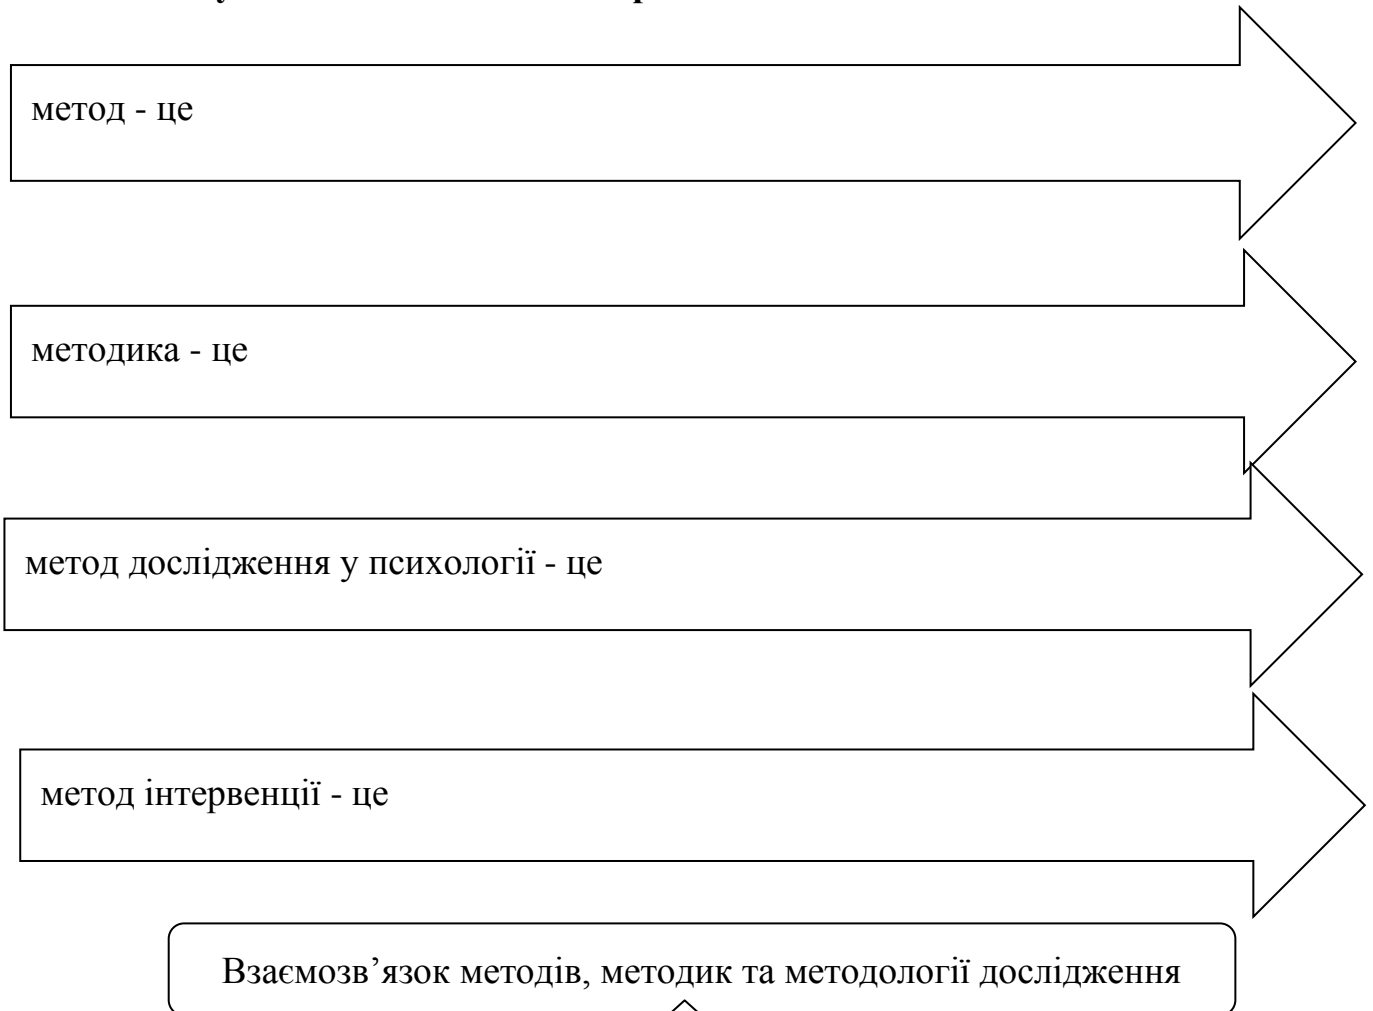 метод - це
методика - це
метод дослідження у психології - це
метод інтервенції - це
Взаємозв’язок методів, методик та методології дослідження